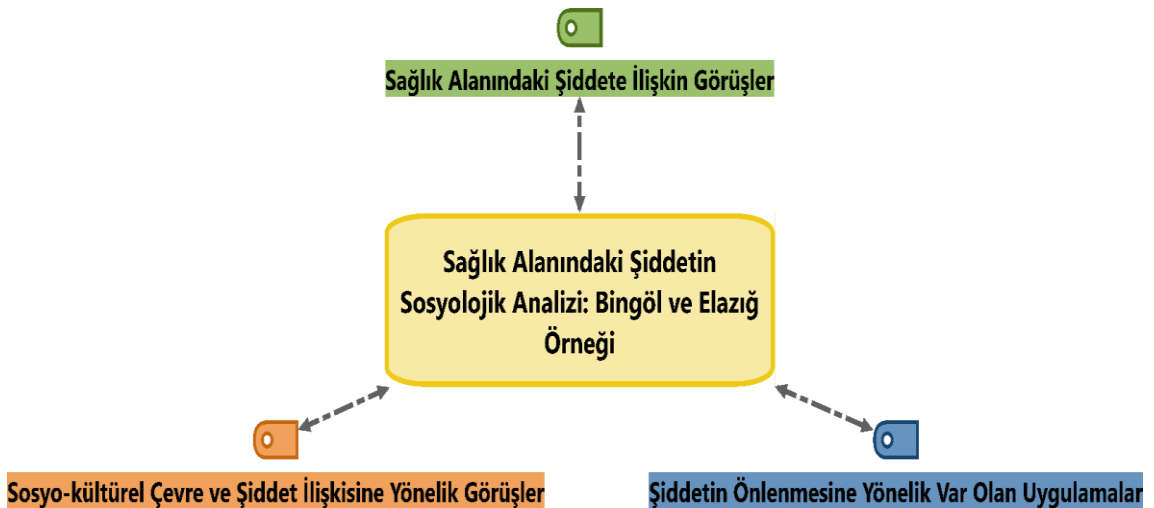 Sağlık Alanındaki Şiddete İlişkin Görüşler
Sağlık Alanındaki Şiddetin
Sosyolojik Analizi: Bingöl ve Elazığ
Örneği
Sosyo-kültürel Çevre ve Şiddet İlişkisine Yönelik Görüşler
Şiddetin Önlenmesine Yönelik Var Olan Uygulamalar